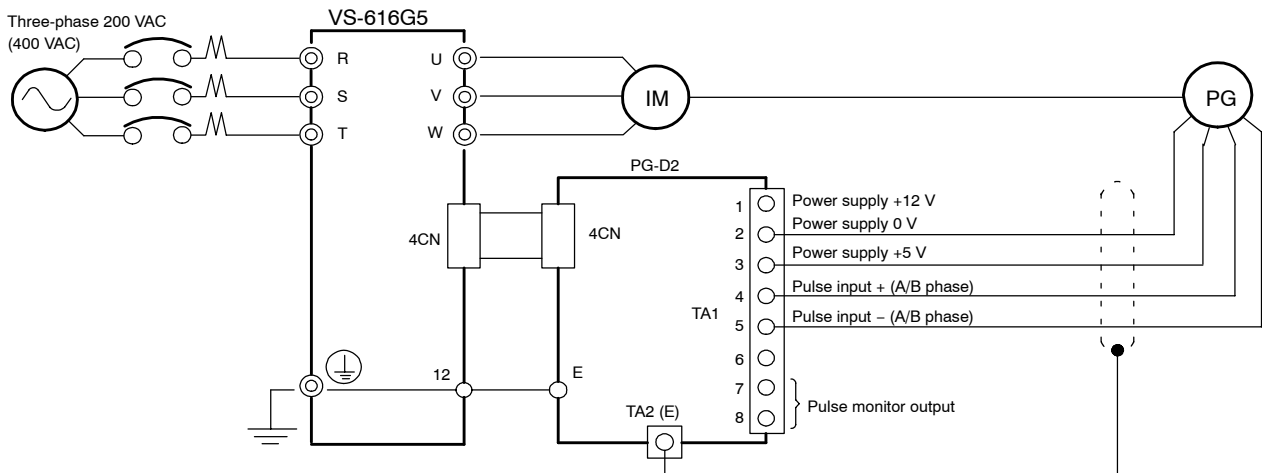 Three-phase 200 VAC
(400 VAC)
VS-616G5
R
S
T
U
V
W
IM
PG
PG-D2
4CN
4CN
TA1
1
Power supply +12 V
2
Power supply 0 V
3
Power supply +5 V
4
Pulse input + (A/B phase)
5
Pulse input − (A/B phase)
6
7
8
Pulse monitor output
12
E
TA2 (E)